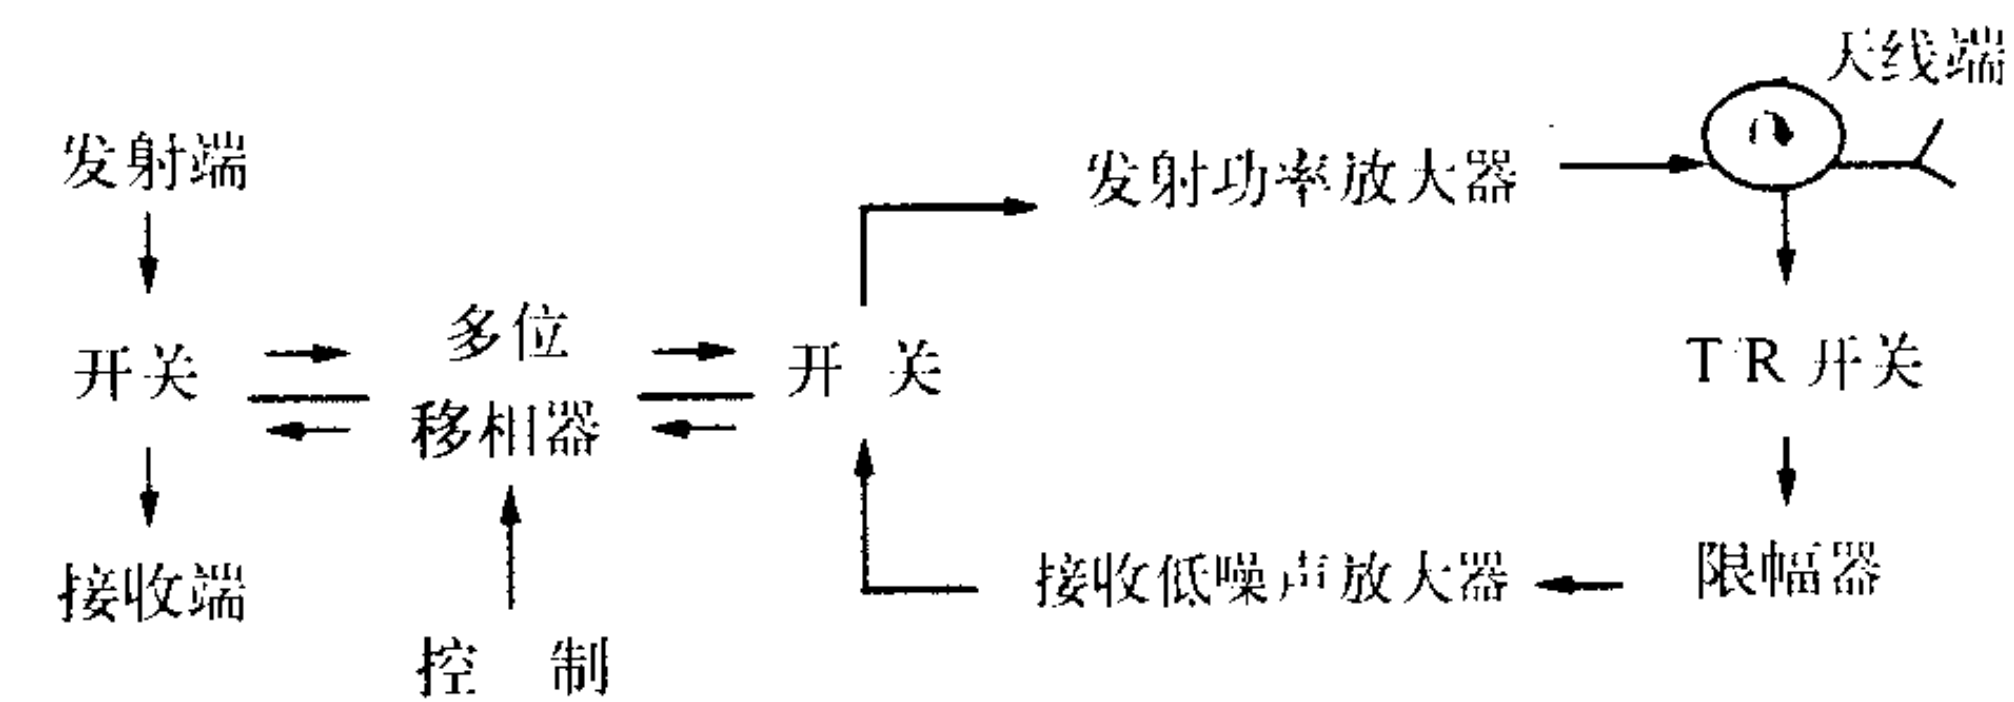 天线端
发射端
发射功率放大器
多位
移相器
开关
开 关
T R 开关
接收端
接收低噪声放大器
限幅器
控 制